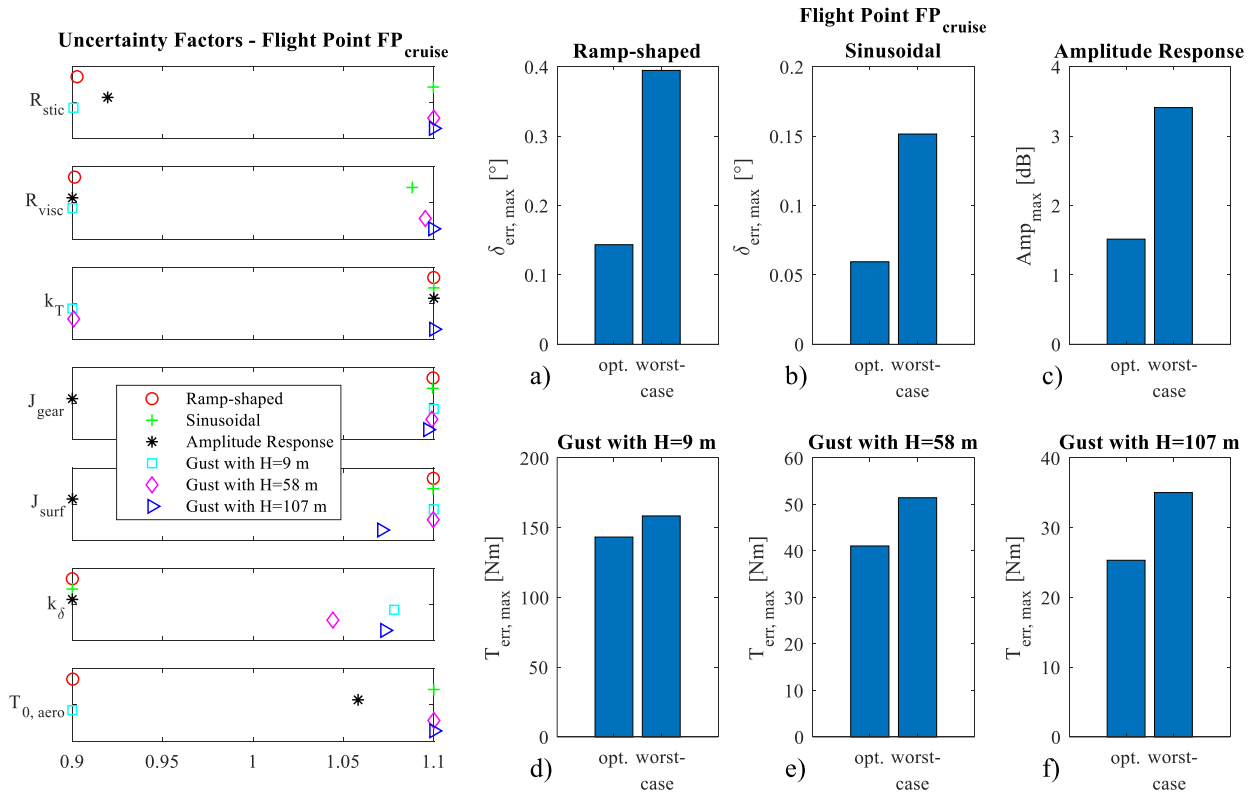 Uncertainty Factors - Flight Point FP_cruise
R_stic
R_visc
k_T
J_gear
J_surf
k_δ
T_0, aero
0.9 0.95 1 1.05 1.1
Ramp-shaped
Sinusoidal
Amplitude Response
Gust with H=9 m
Gust with H=58 m
Gust with H=107 m
Flight Point FP_cruise
Ramp-shaped
δ_err, max [°]
0.4
0.3
0.2
0.1
0
opt. worst-
case
a)
Sinusoidal
δ_err, max [°]
0.2
0.15
0.1
0.05
0
opt. worst-
case
b)
Amplitude Response
Amp_max [dB]
4
3
2
1
0
opt. worst-
case
c)
Gust with H=9 m
T_err, max [Nm]
200
150
100
50
0
opt. worst-
case
d)
Gust with H=58 m
T_err, max [Nm]
60
50
40
30
20
10
0
opt. worst-
case
e)
Gust with H=107 m
T_err, max [Nm]
40
30
20
10
0
opt. worst-
case
f)